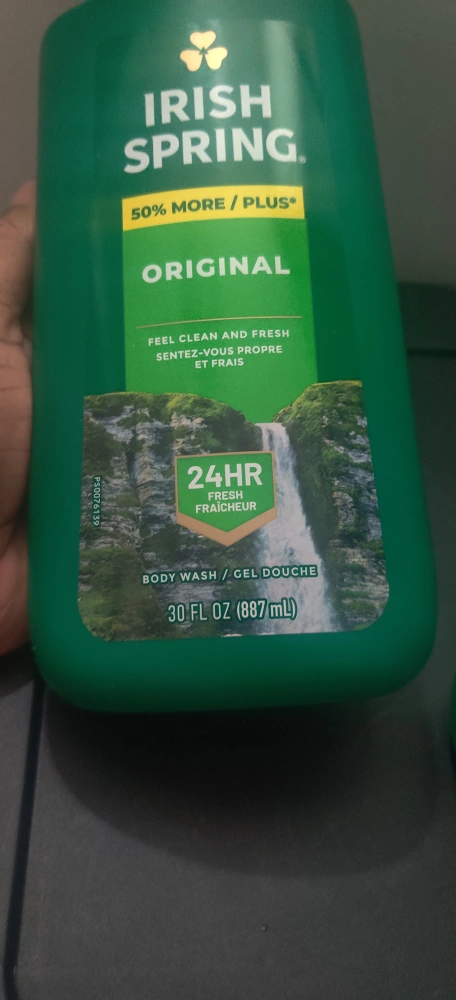 IRISH
SPRING®
50% MORE / PLUS*
ORIGINAL
FEEL CLEAN AND FRESH
SENTEZ-VOUS PROPRE
ET FRAIS
24HR
FRESH
FRAÎCHEUR
P50076139
BODY WASH / GEL DOUCHE
30 FL OZ (887 mL)